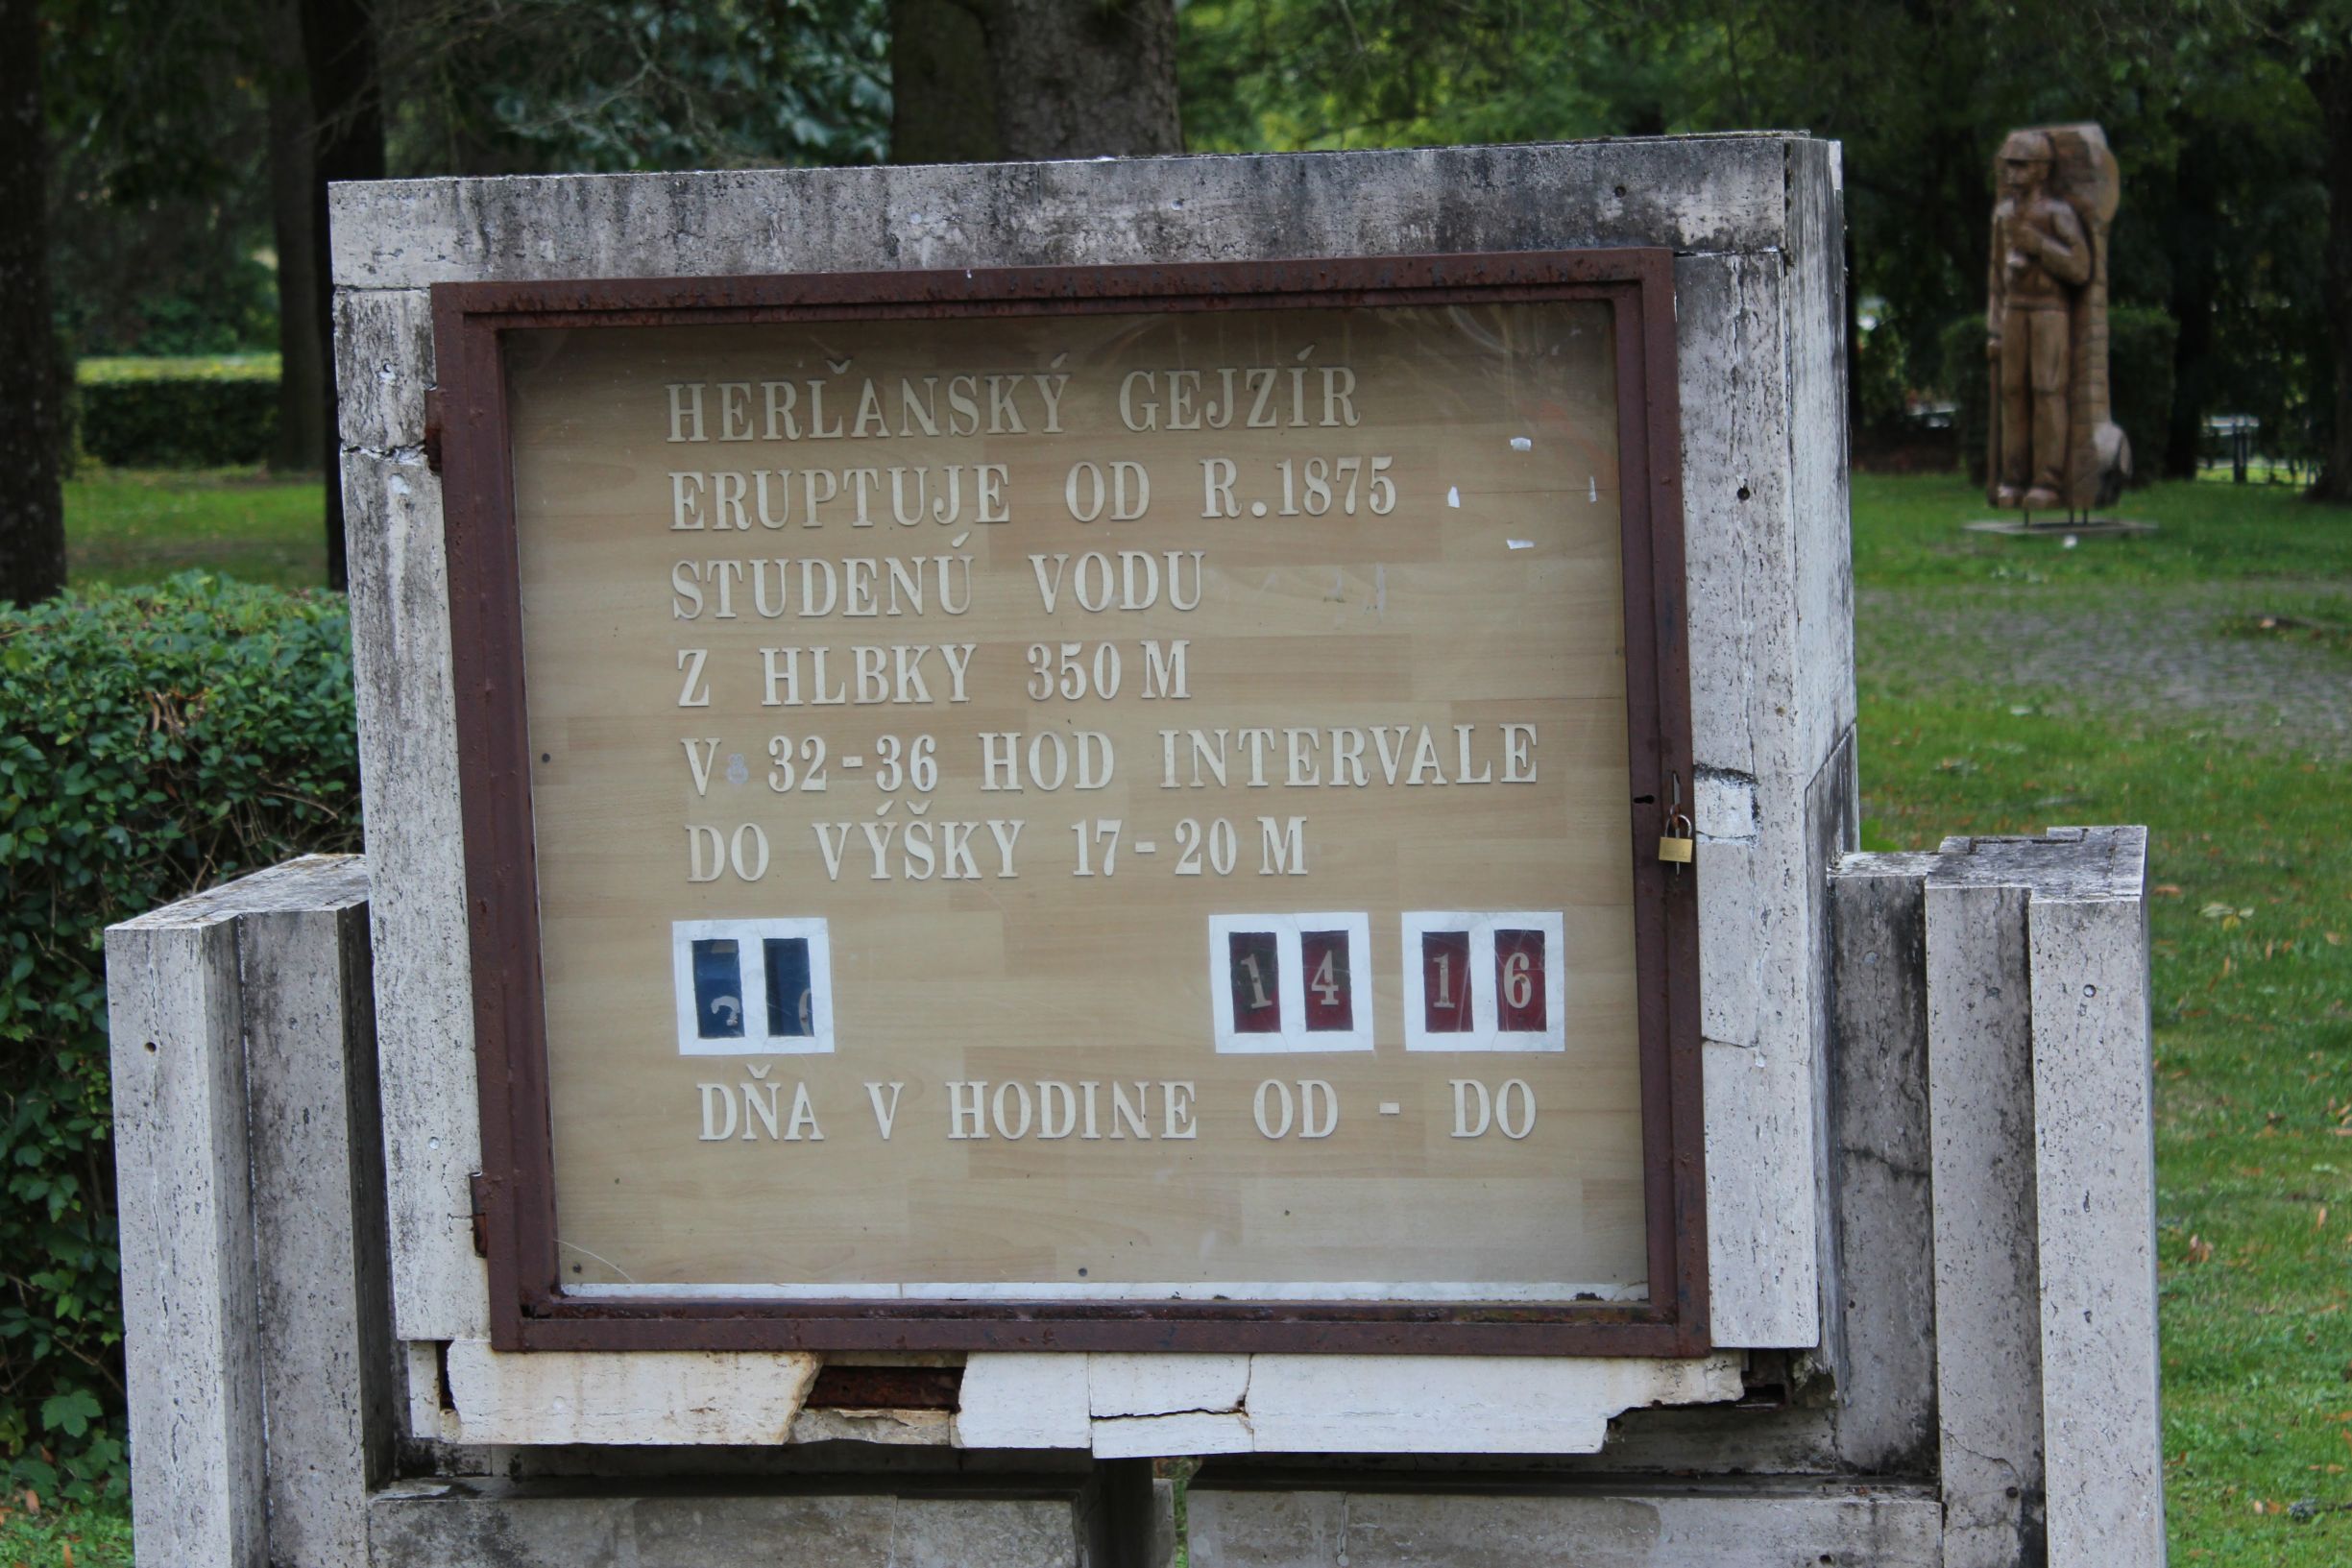 HERĽANSKÝ GEJZÍR
ERUPTUJE OD R.1875
STUDENÚ VODU
Z HLBKY 350 M
V 32-36 HOD INTERVALE
DO VÝŠKY 17-20 M
14 16
DŇA V HODINE OD - DO